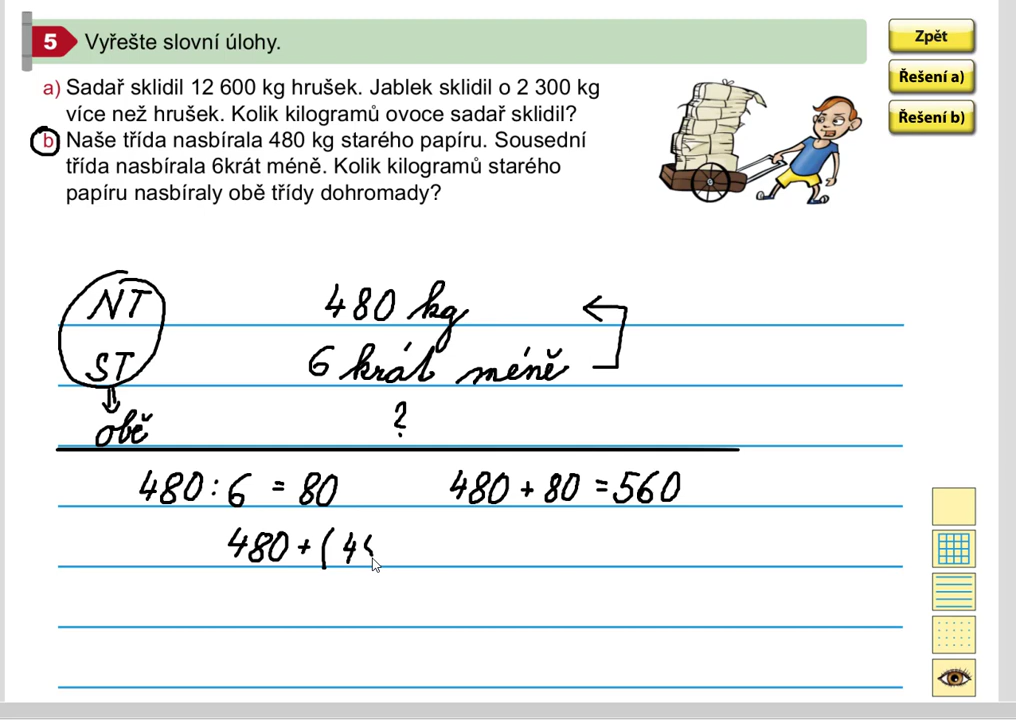 5 Vyřešte slovní úlohy.
Zpět
Řešení a)
Řešení b)
a) Sadař sklidil 12 600 kg hrušek. Jablek sklidil o 2 300 kg
více než hrušek. Kolik kilogramů ovoce sadař sklidil?
b) Naše třída nasbírala 480 kg starého papíru. Sousední
třída nasbírala 6krát méně. Kolik kilogramů starého
papíru nasbíraly obě třídy dohromady?
NT 480 kg
ST 6 krát méně
obě ?
480 : 6 = 80 480 + 80 = 560
480 + ( 4